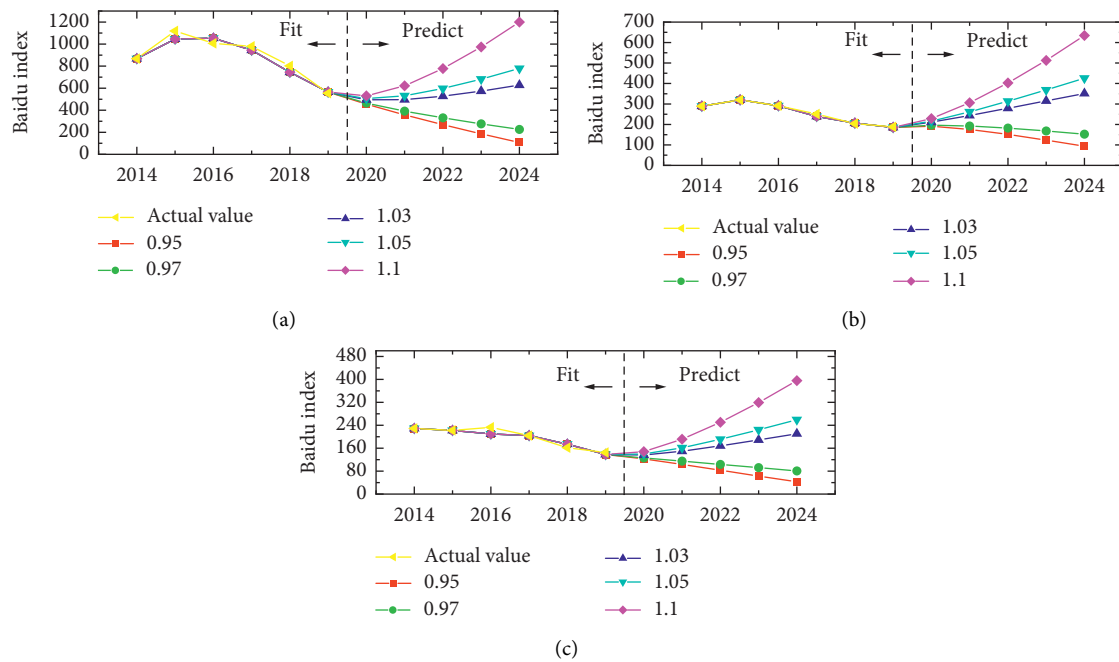 1200
1000
800
600
400
200
0
Baidu index
Fit
Predict
2014 2016 2018 2020 2022 2024
Actual value
0.95
0.97
1.03
1.05
1.1
(a)
700
600
500
400
300
200
100
0
Baidu index
Fit
Predict
2014 2016 2018 2020 2022 2024
Actual value
0.95
0.97
1.03
1.05
1.1
(b)
480
400
320
240
160
80
0
Baidu index
Fit
Predict
2014 2016 2018 2020 2022 2024
Actual value
0.95
0.97
1.03
1.05
1.1
(c)